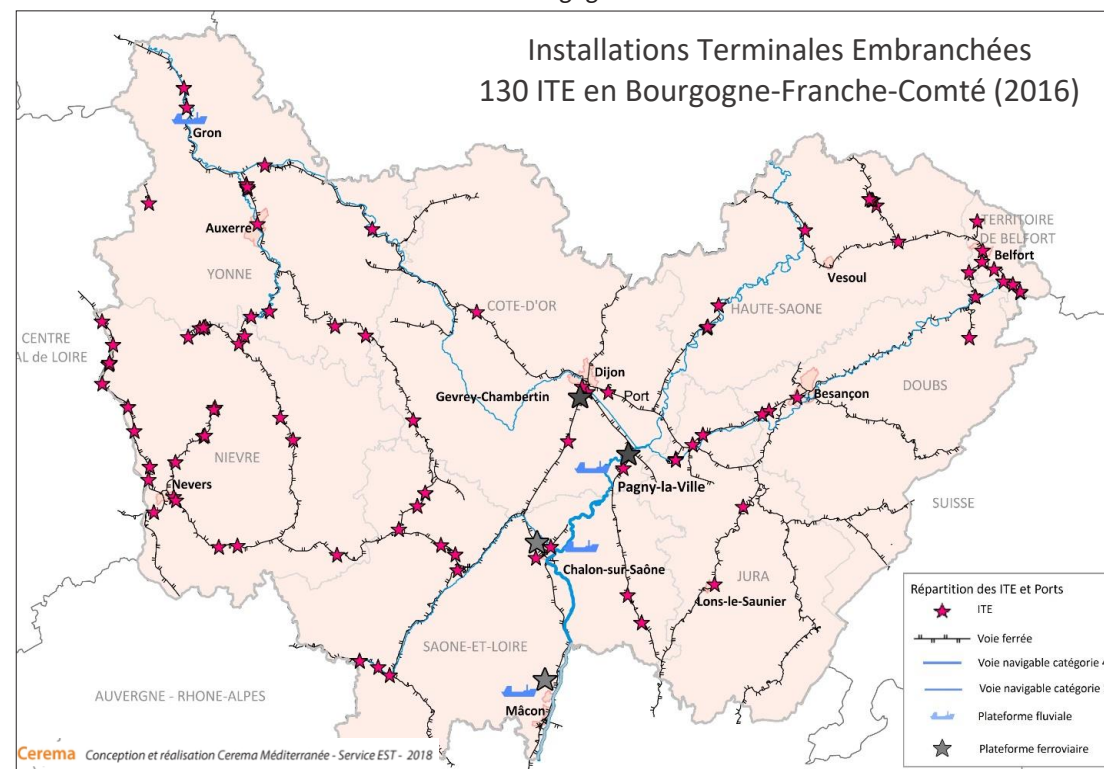 Installations Terminales Embranchées
130 ITE en Bourgogne-Franche-Comté (2016)
Gron
Auxerre
YONNE
TERRITOIRE
DE BELFORT
Belfort
Vesoul
COTE-D'OR
HAUTE-SAONE
CENTRE
AL de LOIRE
Dijon
Port
Gevrey-Chambertin
Besançon
DOUBS
NIEVRE
Nevers
Pagny-la-Ville
SUISSE
Chalon-sur-Saône
JURA
Lons-le-Saunier
SAONE-ET-LOIRE
AUVERGNE - RHONE-ALPES
Mâcon
Répartition des ITE et Ports
ITE
Voie ferrée
Voie navigable catégorie
Voie navigable catégorie
Plateforme fluviale
Plateforme ferroviaire
Cerema Conception et réalisation Cerema Méditerranée - Service EST - 2018